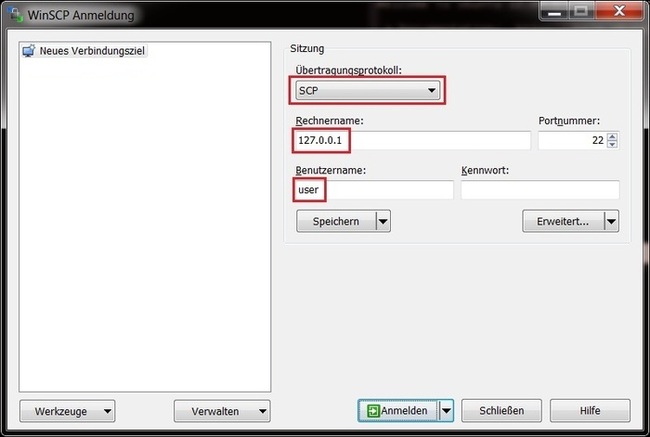 WinSCP Anmeldung
Neues Verbindungsziel
Sitzung
Übertragungsprotokoll:
SCP
Rechnername:
Portnummer:
127.0.0.1
22
Benutzername:
Kennwort:
user
Speichern
Erweitert...
Werkzeuge
Verwalten
Anmelden
Schließen
Hilfe